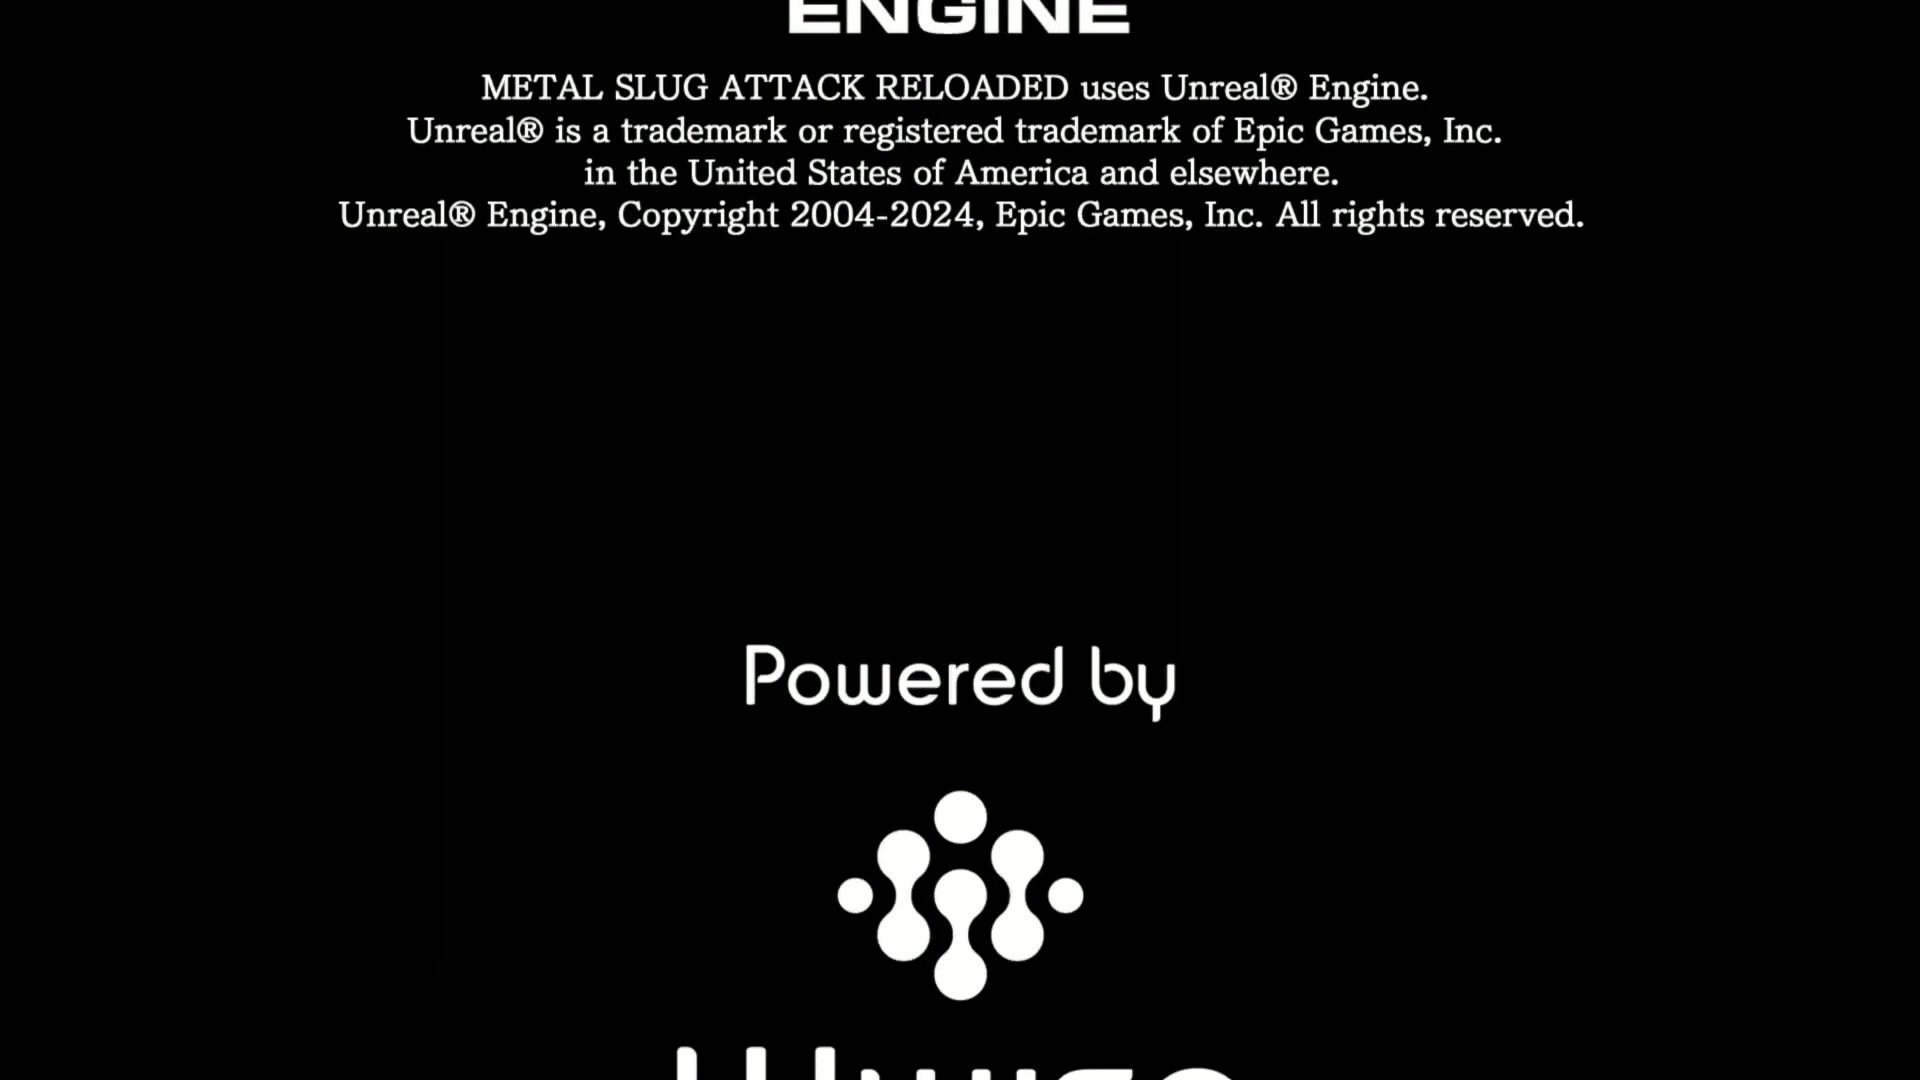 ENGINE
METAL SLUG ATTACK RELOADED uses Unreal® Engine.
Unreal® is a trademark or registered trademark of Epic Games, Inc.
in the United States of America and elsewhere.
Unreal® Engine, Copyright 2004-2024, Epic Games, Inc. All rights reserved.
Powered by
Wwise